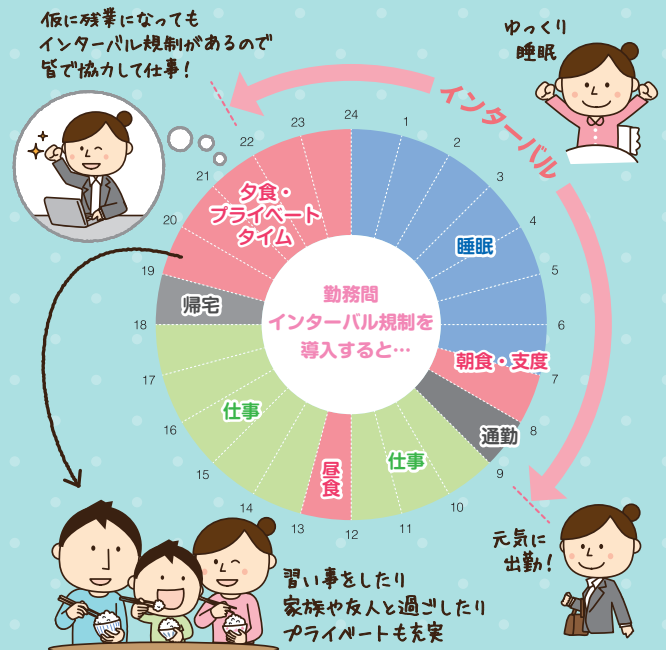 仮に残業になっても
インターバル規制があるので
皆で協力して仕事！
ゆっくり
睡眠
インターバル
24
1
2
3
4
5
6
7
8
9
10
11
12
13
14
15
16
17
18
19
20
21
22
23
夕食・
プライベート
タイム
睡眠
帰宅
勤務間
インターバル規制を
導入すると…
朝食・支度
通勤
仕事
昼食
仕事
元気に
出勤！
習い事をしたり
家族や友人と過ごしたり
プライベートも充実